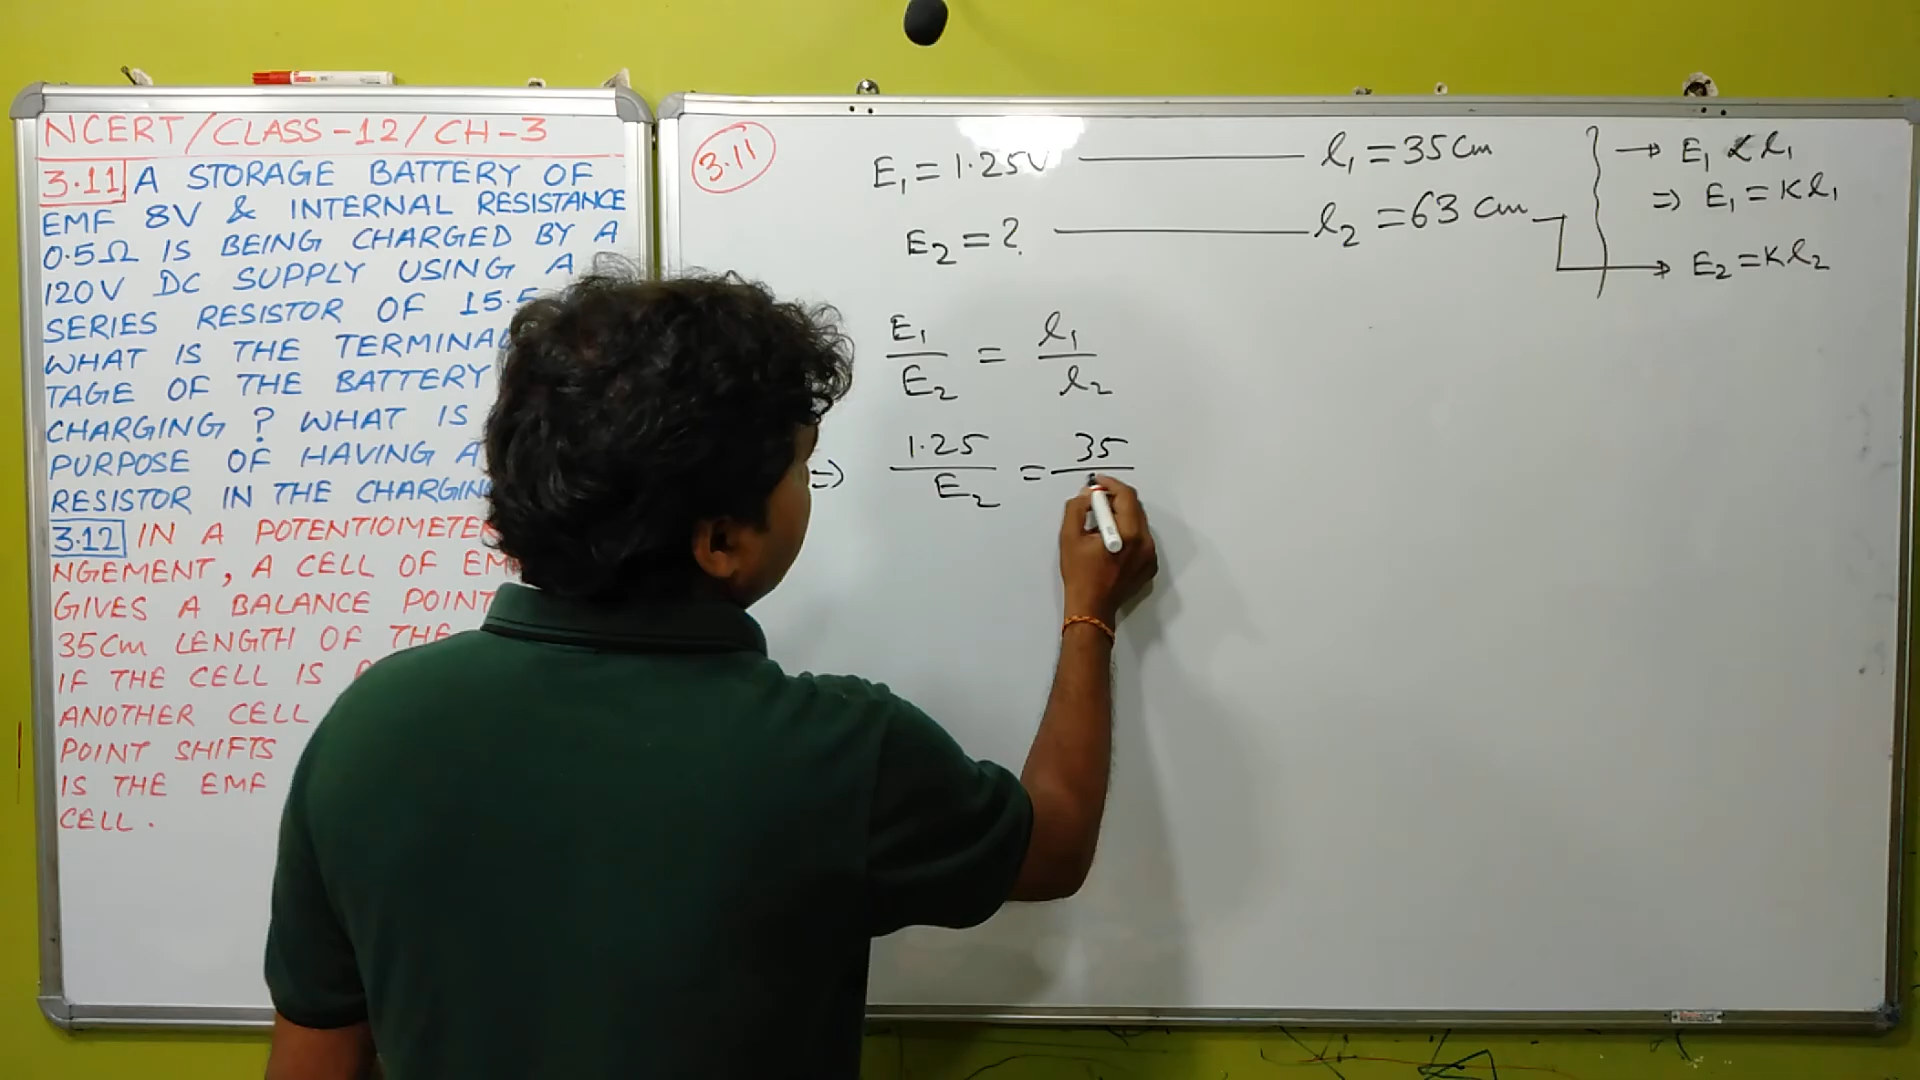 NCERT/CLASS-12/CH-3
3.11 A STORAGE BATTERY OF
EMF 8V & INTERNAL RESISTANCE
0.5Ω IS BEING CHARGED BY A
120V DC SUPPLY USING A
SERIES RESISTOR OF 15.5
WHAT IS THE TERMINAL
TAGE OF THE BATTERY
CHARGING? WHAT IS
PURPOSE OF HAVING A
RESISTOR IN THE CHARGING
3.12 IN A POTENTIOMETER
NGEMENT, A CELL OF EM
GIVES A BALANCE POINT
35Cm LENGTH OF THE
IF THE CELL IS
ANOTHER CELL
POINT SHIFTS
IS THE EMF
CELL.
3.11
E₁ = 1.25V ——— l₁ = 35Cm
E₂ = ? ——— l₂ = 63 cm
→ E₁ ∝ l₁
⇒ E₁ = Kl₁
→ E₂ = Kl₂
E₁/E₂ = l₁/l₂
⇒ 1.25/E₂ = 35/